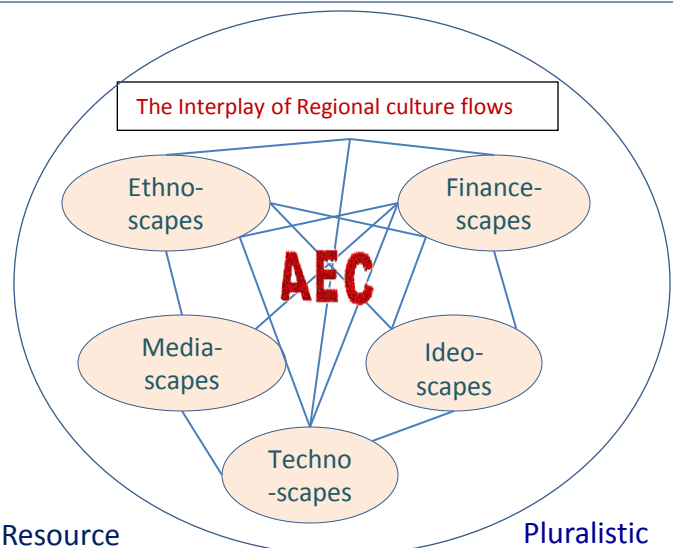 The Interplay of Regional culture flows
Ethno-
scapes
Finance-
scapes
AEC
Media-
scapes
Ideo-
scapes
Techno
-scapes
Resource
Pluralistic